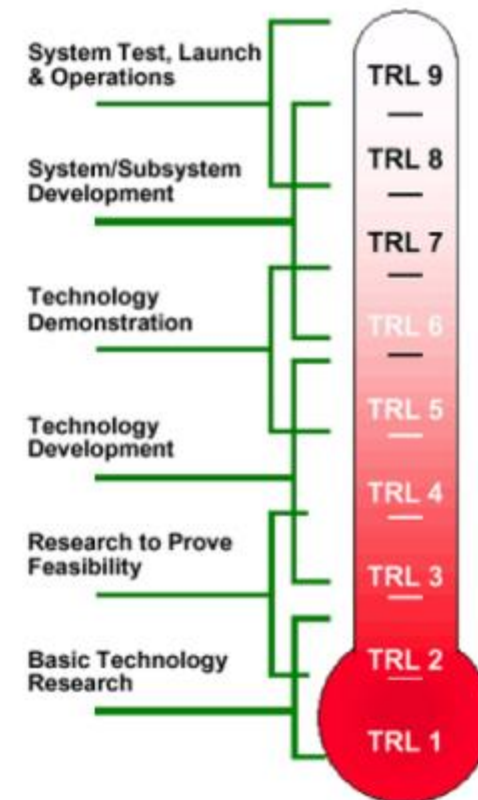 System Test, Launch
& Operations
System/Subsystem
Development
Technology
Demonstration
Technology
Development
Research to Prove
Feasibility
Basic Technology
Research
TRL 9
TRL 8
TRL 7
TRL 6
TRL 5
TRL 4
TRL 3
TRL 2
TRL 1